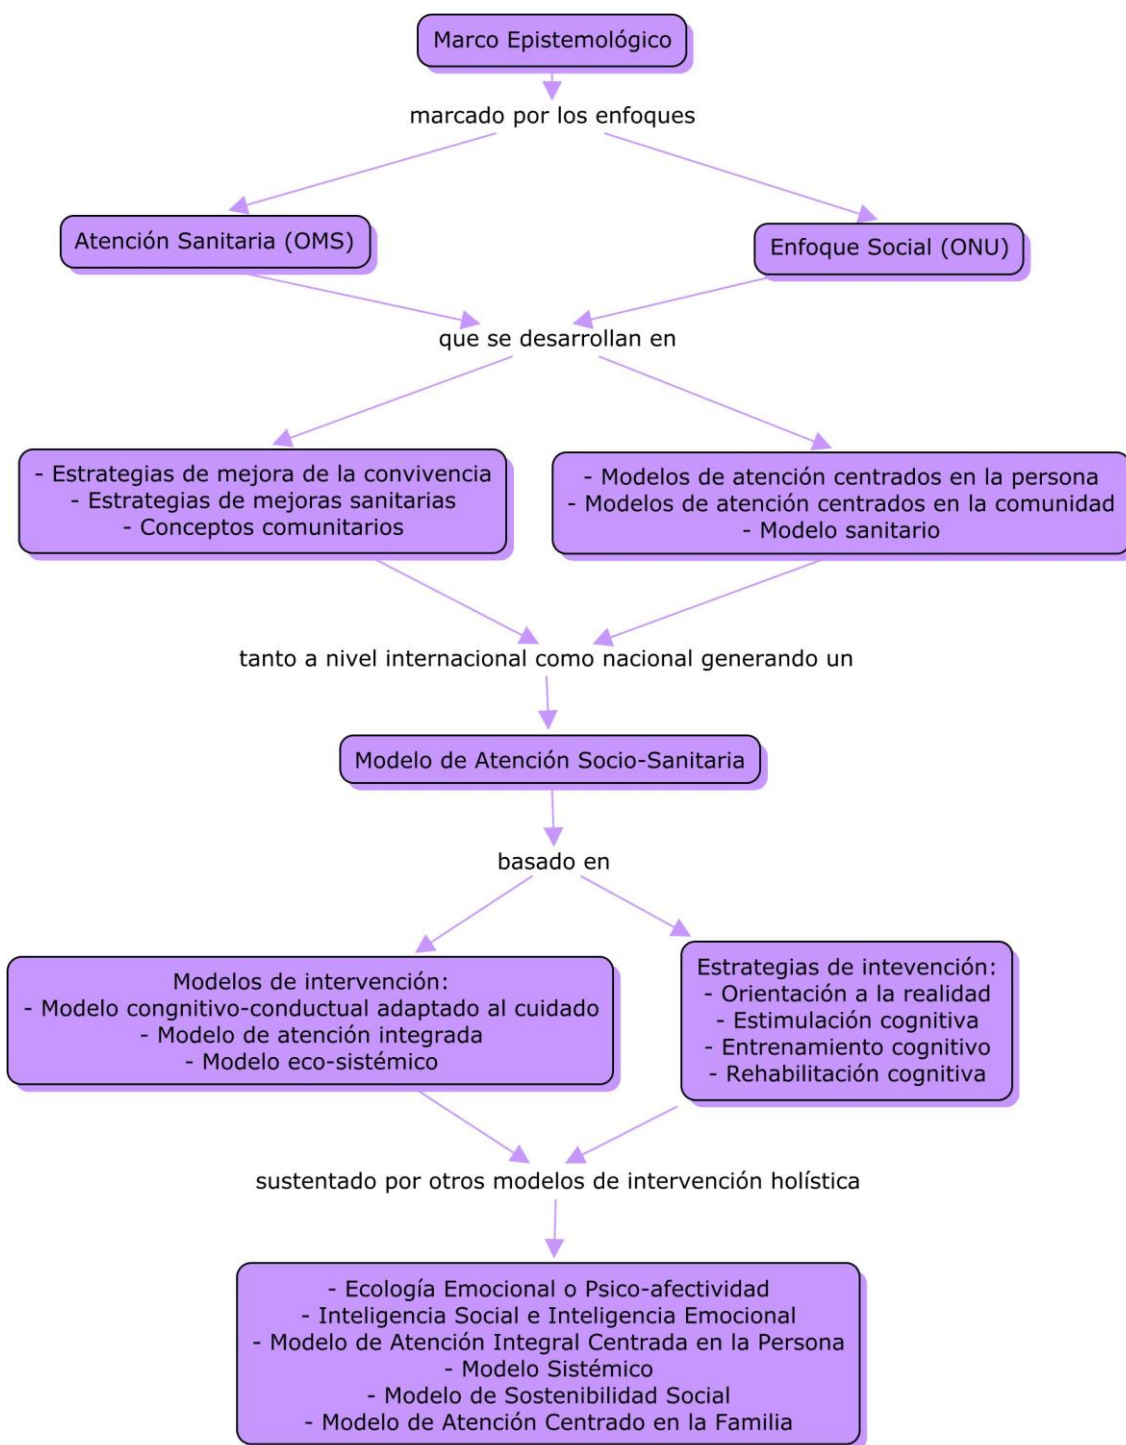 Marco Epistemológico
marcado por los enfoques
Atención Sanitaria (OMS)
Enfoque Social (ONU)
que se desarrollan en
- Estrategias de mejora de la convivencia
- Estrategias de mejoras sanitarias
- Conceptos comunitarios
- Modelos de atención centrados en la persona
- Modelos de atención centrados en la comunidad
- Modelo sanitario
tanto a nivel internacional como nacional generando un
Modelo de Atención Socio-Sanitaria
basado en
Modelos de intervención:
- Modelo congnitivo-conductual adaptado al cuidado
- Modelo de atención integrada
- Modelo eco-sistémico
Estrategias de intevención:
- Orientación a la realidad
- Estimulación cognitiva
- Entrenamiento cognitivo
- Rehabilitación cognitiva
sustentado por otros modelos de intervención holística
- Ecología Emocional o Psico-afectividad
- Inteligencia Social e Inteligencia Emocional
- Modelo de Atención Integral Centrada en la Persona
- Modelo Sistémico
- Modelo de Sostenibilidad Social
- Modelo de Atención Centrado en la Familia